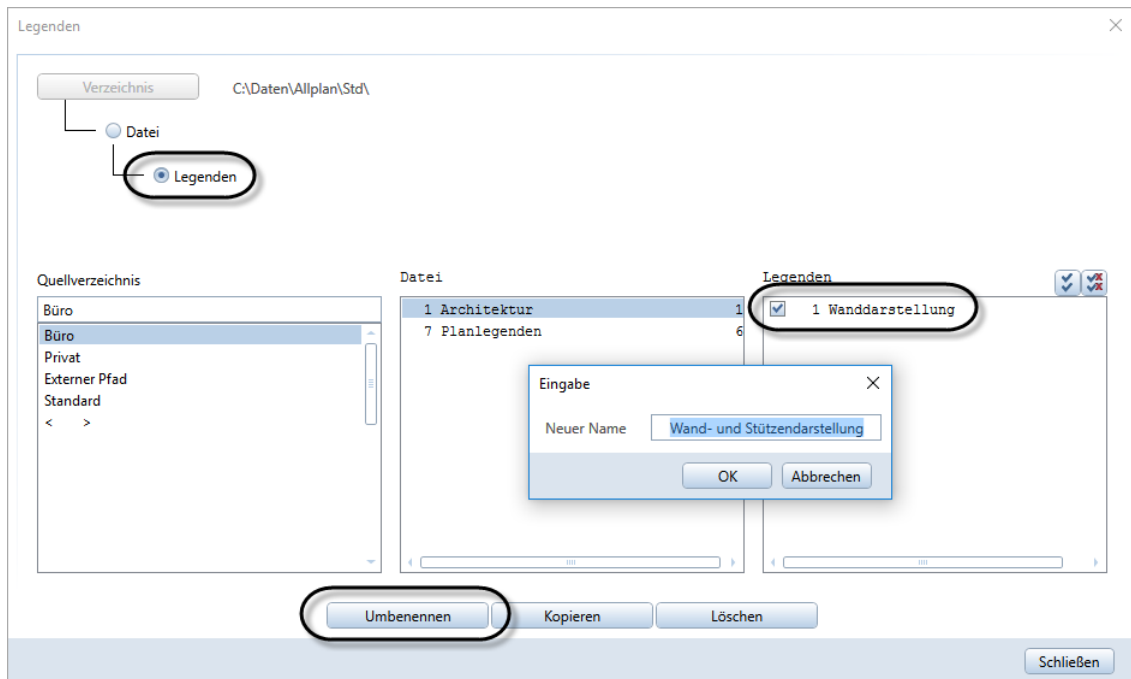 Legenden
Verzeichnis C:\Daten\Allplan\Std\
Datei
Legenden
Quellverzeichnis
Büro
Büro
Privat
Externer Pfad
Standard
< >
Datei
1 Architektur 1
7 Planlegenden 6
Legenden
1 Wanddarstellung
Eingabe
Neuer Name Wand- und Stützendarstellung
OK Abbrechen
Umbenennen Kopieren Löschen
Schließen